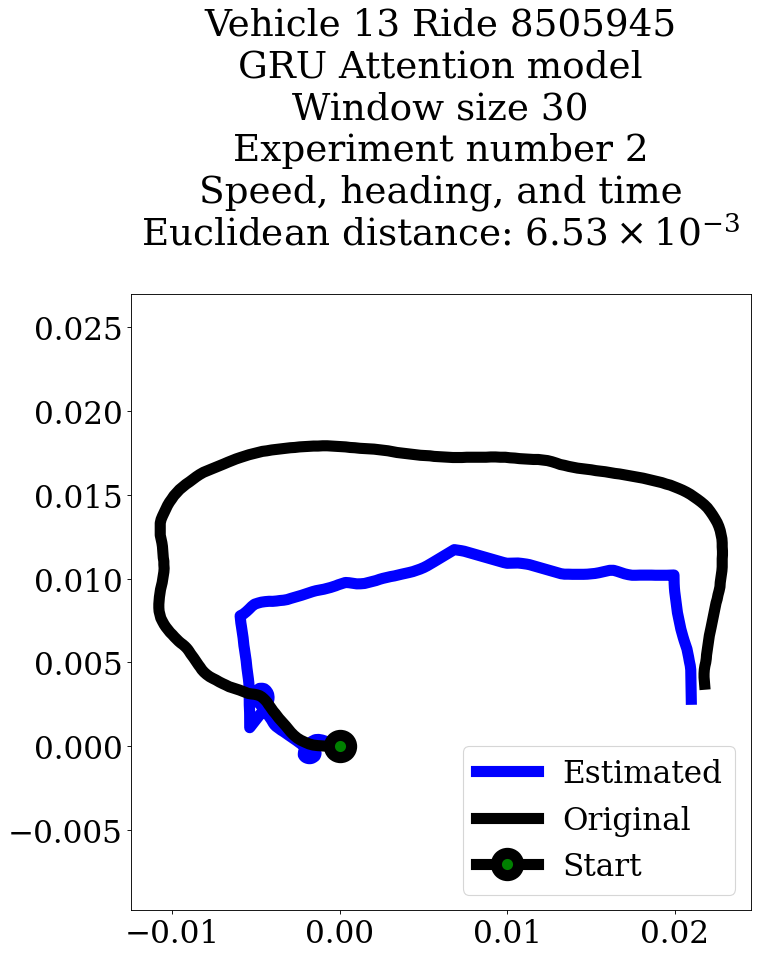 Vehicle 13 Ride 8505945
GRU Attention model
Window size 30
Experiment number 2
Speed, heading, and time
Euclidean distance: 6.53 × 10⁻³
0.025
0.020
0.015
0.010
0.005
0.000
−0.005
Estimated
Original
Start
−0.01 0.00 0.01 0.02